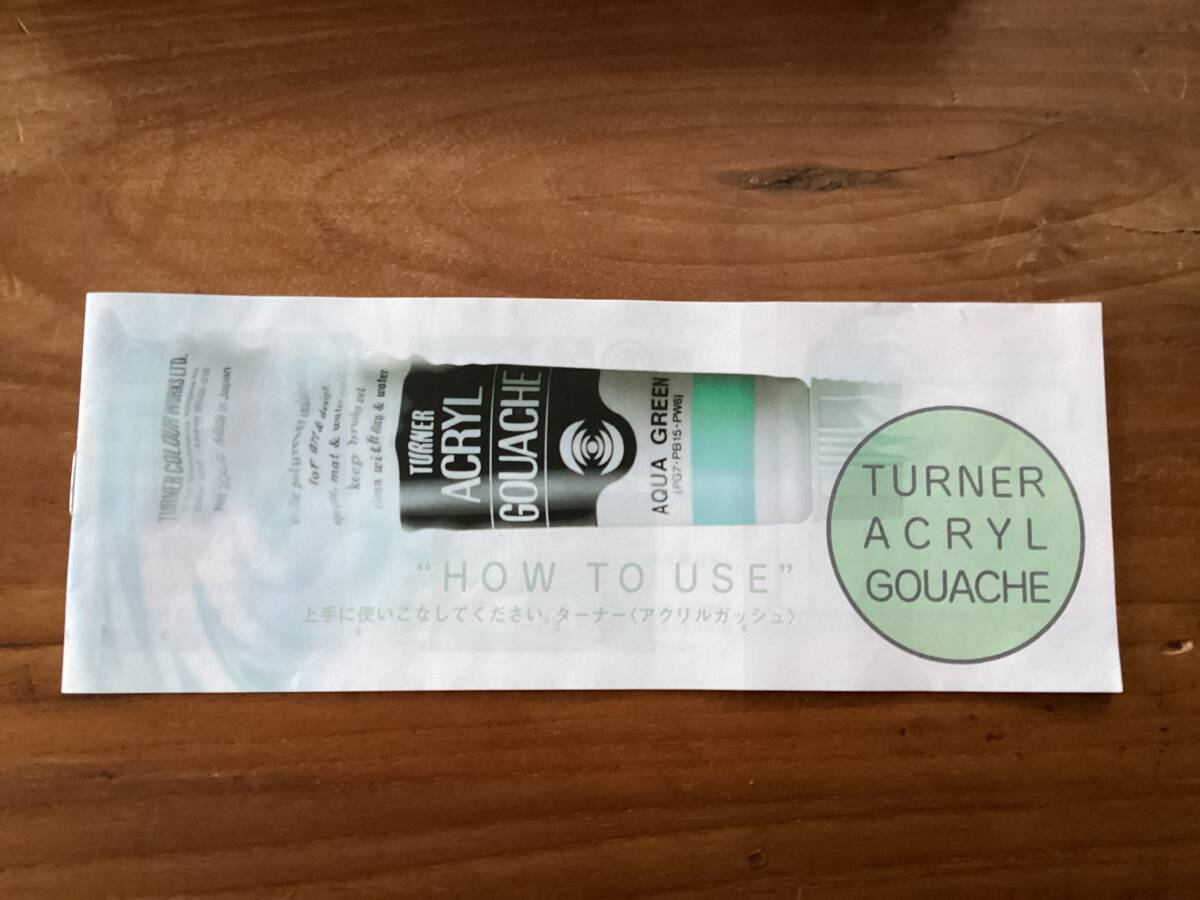 TURNER
ACRYL
GOUACHE
AQUA GREEN
(PG7・PB15・PW6)
TURNER COLOUR WORKS LTD.
Made in Japan
for art & design
mat & water
keep brushes wet
clean with soap & water
TURNER
ACRYL
GOUACHE
“HOW TO USE”
上手に使いこなしてください。ターナー〈アクリルガッシュ〉